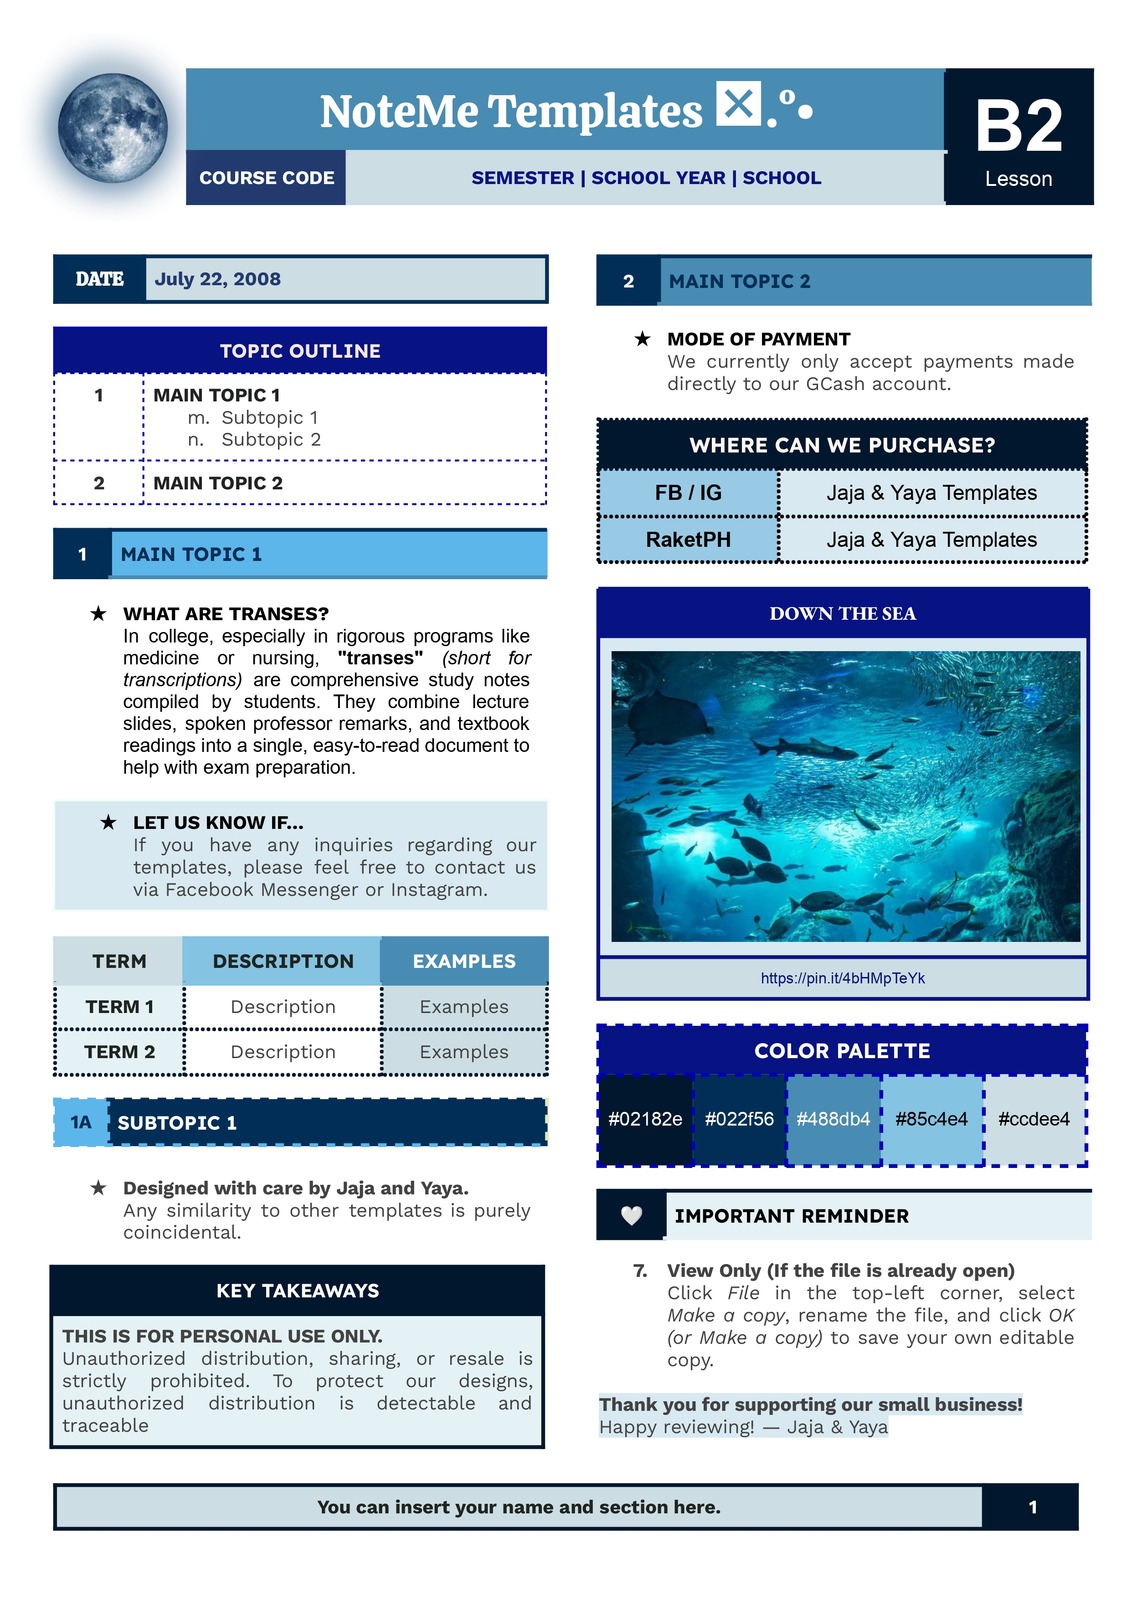 NoteMe Templates ☒.°•
COURSE CODE
SEMESTER | SCHOOL YEAR | SCHOOL
B2
Lesson
DATE
July 22, 2008
TOPIC OUTLINE
1
MAIN TOPIC 1
m. Subtopic 1
n. Subtopic 2
2
MAIN TOPIC 2
1
MAIN TOPIC 1
★ WHAT ARE TRANSES?
In college, especially in rigorous programs like
medicine or nursing, "transes" (short for
transcriptions) are comprehensive study notes
compiled by students. They combine lecture
slides, spoken professor remarks, and textbook
readings into a single, easy-to-read document to
help with exam preparation.
★ LET US KNOW IF...
If you have any inquiries regarding our
templates, please feel free to contact us
via Facebook Messenger or Instagram.
TERM DESCRIPTION EXAMPLES
TERM 1 Description Examples
TERM 2 Description Examples
1A SUBTOPIC 1
★ Designed with care by Jaja and Yaya.
Any similarity to other templates is purely
coincidental.
KEY TAKEAWAYS
THIS IS FOR PERSONAL USE ONLY.
Unauthorized distribution, sharing, or resale is
strictly prohibited. To protect our designs,
unauthorized distribution is detectable and
traceable
2 MAIN TOPIC 2
★ MODE OF PAYMENT
We currently only accept payments made
directly to our GCash account.
WHERE CAN WE PURCHASE?
FB / IG Jaja & Yaya Templates
RaketPH Jaja & Yaya Templates
DOWN THE SEA
https://pin.it/4bHMpTeYk
COLOR PALETTE
#02182e #022f56 #488db4 #85c4e4 #ccdee4
🤍 IMPORTANT REMINDER
7. View Only (If the file is already open)
Click File in the top-left corner, select
Make a copy, rename the file, and click OK
(or Make a copy) to save your own editable
copy.
Thank you for supporting our small business!
Happy reviewing! — Jaja & Yaya
You can insert your name and section here.
1